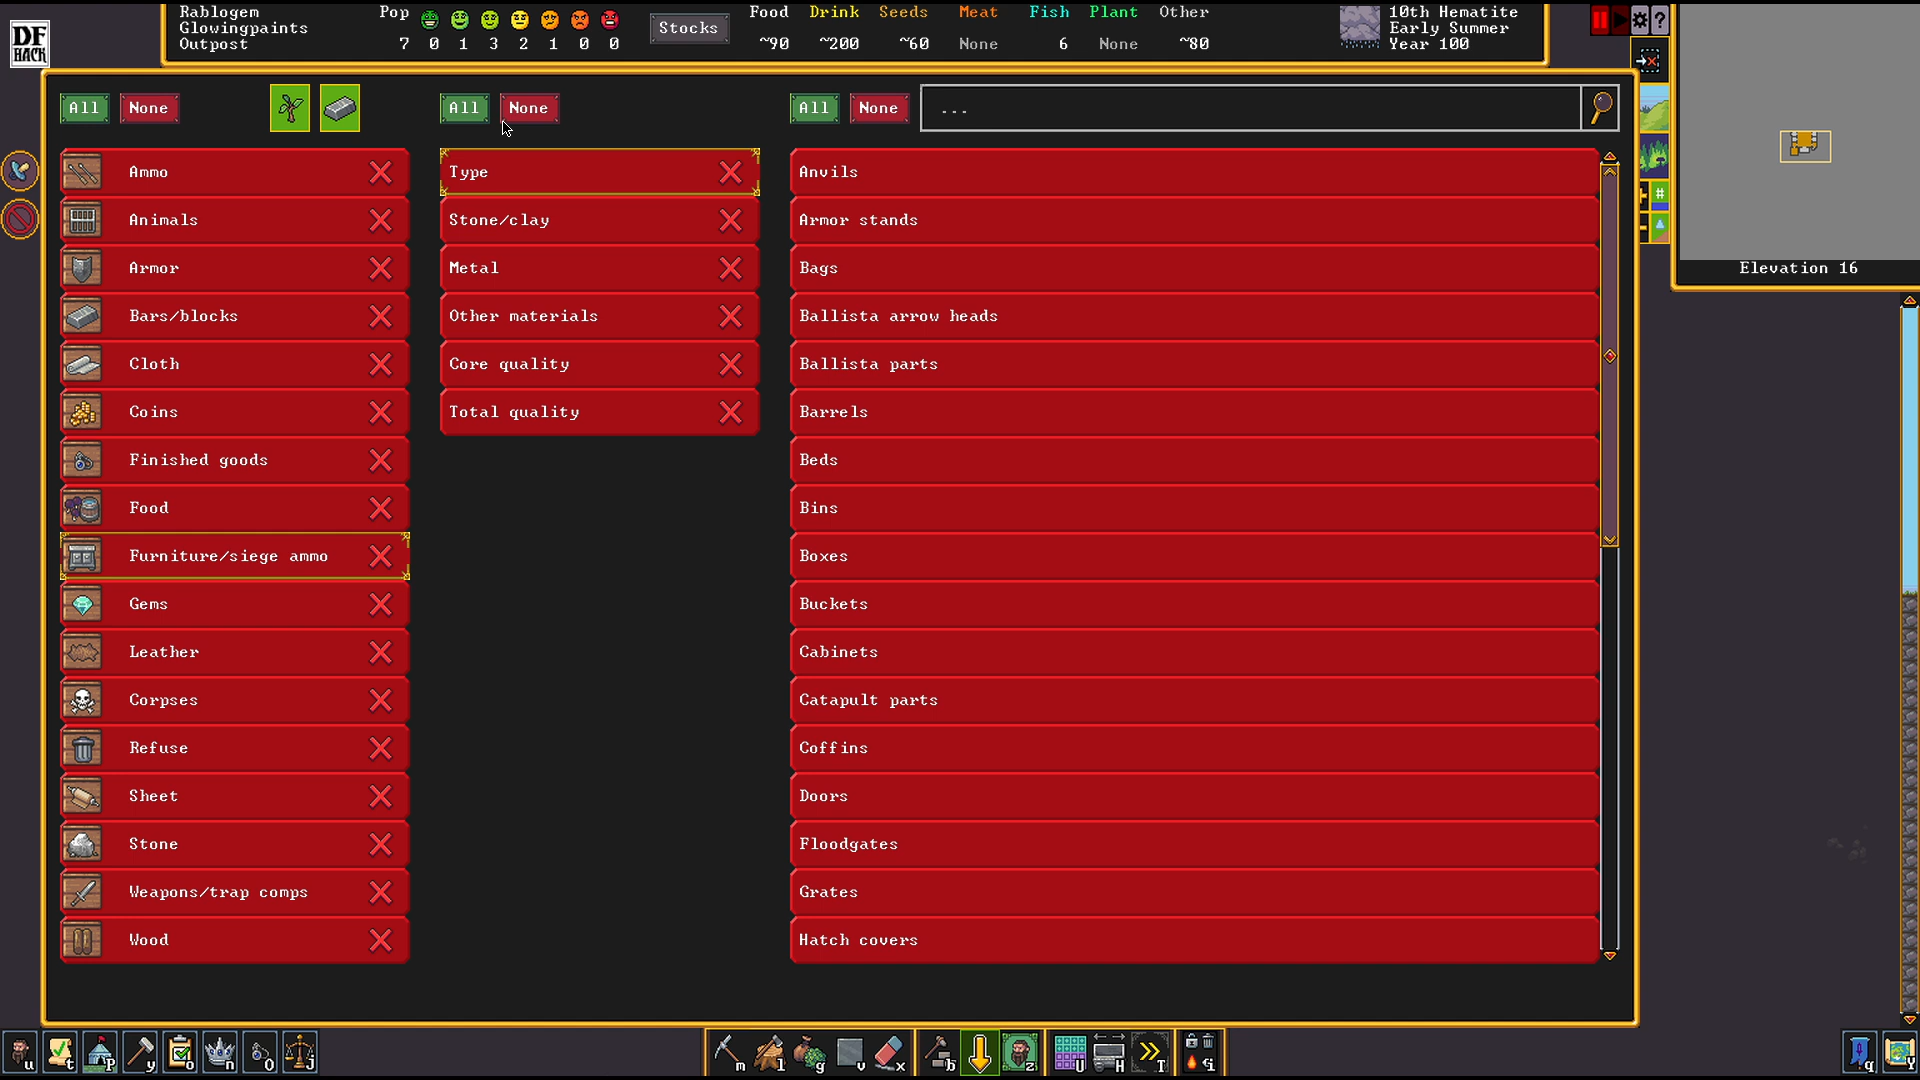 DF HACK
Rablogem
Glowingpaints
Outpost
Pop
7 0 1 3 2 1 0 0
Stocks
Food Drink Seeds Meat Fish Plant Other
~90 ~200 ~60 None 6 None ~80
10th Hematite
Early Summer
Year 100
?
All None
All None
All None
...
Ammo
Animals
Armor
Bars/blocks
Cloth
Coins
Finished goods
Food
Furniture/siege ammo
Gems
Leather
Corpses
Refuse
Sheet
Stone
Weapons/trap comps
Wood
Type
Stone/clay
Metal
Other materials
Core quality
Total quality
Anvils
Armor stands
Bags
Ballista arrow heads
Ballista parts
Barrels
Beds
Bins
Boxes
Buckets
Cabinets
Catapult parts
Coffins
Doors
Floodgates
Grates
Hatch covers
Elevation 16
#
u t P y o n O j
m l g v x b z U H T i
q Y